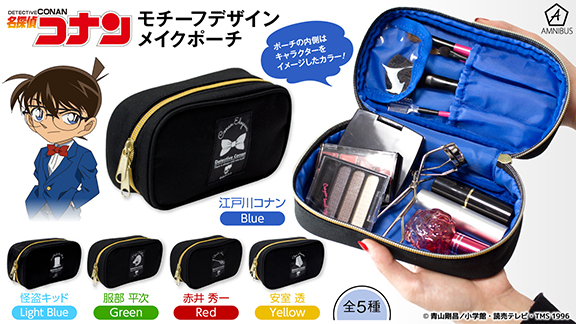 DETECTIVE CONAN
名探偵コナン
モチーフデザイン
メイクポーチ
ポーチの内側は
キャラクターを
イメージしたカラー!
AMNIBUS
Detective Conan
江戸川コナン
Blue
怪盗キッド
Light Blue
服部 平次
Green
赤井 秀一
Red
安室 透
Yellow
全5種
©青山剛昌/小学館・読売テレビ・TMS 1996